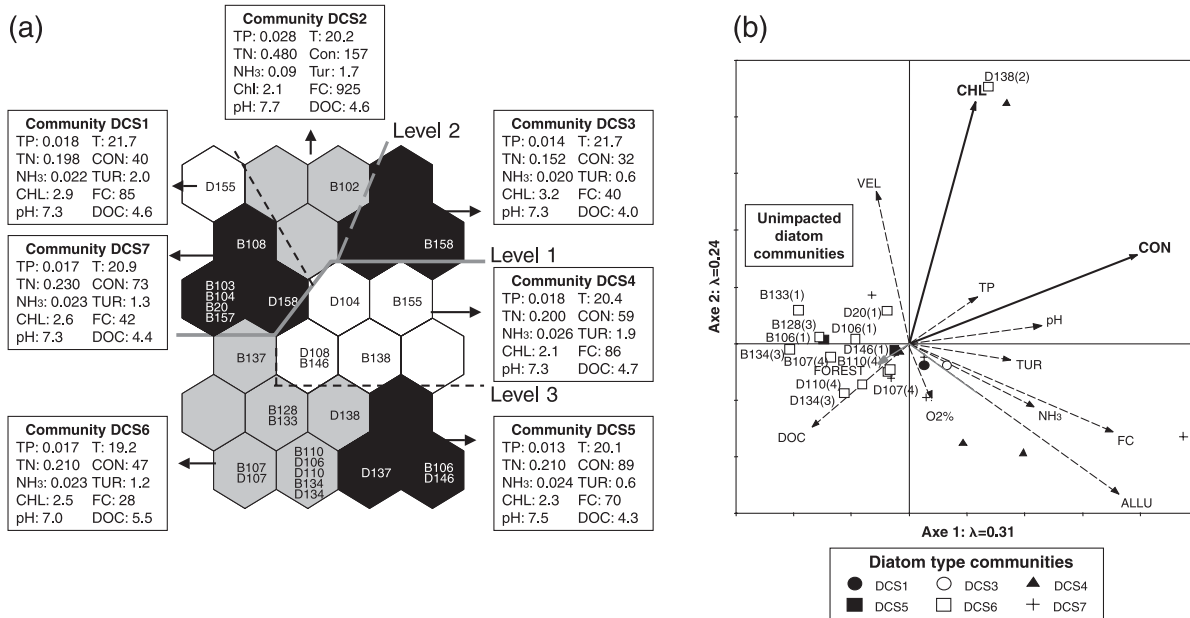 (a)
Community DCS2
TP: 0.028 T: 20.2
TN: 0.480 Con: 157
NH3: 0.09 Tur: 1.7
Chl: 2.1 FC: 925
pH: 7.7 DOC: 4.6
Community DCS1
TP: 0.018 T: 21.7
TN: 0.198 CON: 40
NH3: 0.022 TUR: 2.0
CHL: 2.9 FC: 85
pH: 7.3 DOC: 4.6
Level 2
Community DCS3
TP: 0.014 T: 21.7
TN: 0.152 CON: 32
NH3: 0.020 TUR: 0.6
CHL: 3.2 FC: 40
pH: 7.3 DOC: 4.0
D155
B102
B108
B158
Community DCS7
TP: 0.017 T: 20.9
TN: 0.230 CON: 73
NH3: 0.023 TUR: 1.3
CHL: 2.6 FC: 42
pH: 7.3 DOC: 4.4
Level 1
B103
B104
B20
B157
D158
D104
B155
Community DCS4
TP: 0.018 T: 20.4
TN: 0.200 CON: 59
NH3: 0.026 TUR: 1.9
CHL: 2.1 FC: 86
pH: 7.3 DOC: 4.7
B137
D108
B146
B138
Level 3
B128
B133
D138
Community DCS6
TP: 0.017 T: 19.2
TN: 0.210 CON: 47
NH3: 0.023 TUR: 1.2
CHL: 2.5 FC: 28
pH: 7.0 DOC: 5.5
B107
D107
B110
D106
D110
B134
D134
D137
B106
D146
Community DCS5
TP: 0.013 T: 20.1
TN: 0.210 CON: 89
NH3: 0.024 TUR: 0.6
CHL: 2.3 FC: 70
pH: 7.5 DOC: 4.3
(b)
D138(2)
CHL
VEL
Unimpacted
diatom
communities
CON
TP
B133(1)
D20(1)
pH
B128(3)
D106(1)
B106(1)
D146(1)
B134(3)
B107(4)
B110(4)
TUR
FOREST
D110(4)
D107(4)
D134(3)
O2%
NH3
DOC
FC
ALLU
Axe 2: λ=0.24
Axe 1: λ=0.31
Diatom type communities
DCS1 DCS3 DCS4
DCS5 DCS6 DCS7